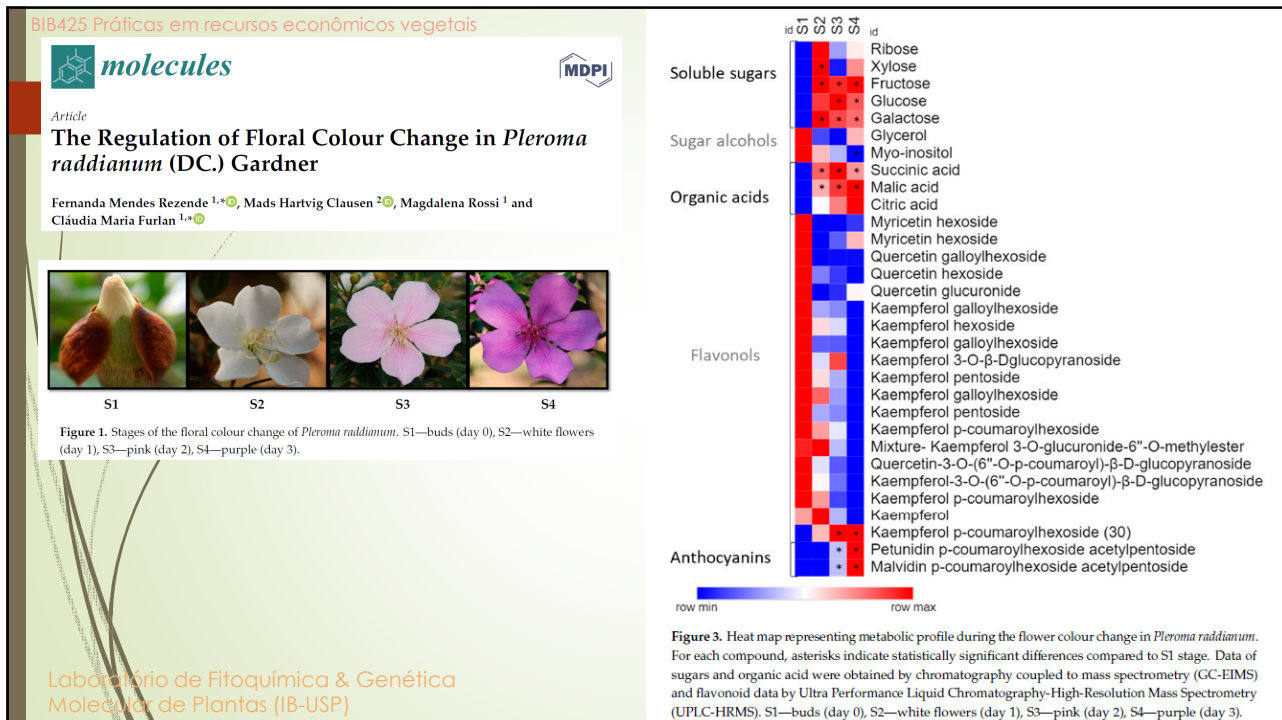 BIB425 Práticas em recursos econômicos vegetais
molecules
MDPI
Article
The Regulation of Floral Colour Change in Pleroma
raddianum (DC.) Gardner
Fernanda Mendes Rezende 1,*iD, Mads Hartvig Clausen 2 iD, Magdalena Rossi 1 and
Cláudia Maria Furlan 1,* iD
S1 S2 S3 S4
Figure 1. Stages of the floral colour change of Pleroma raddianum. S1—buds (day 0), S2—white flowers
(day 1), S3—pink (day 2), S4—purple (day 3).
Laboratório de Fitoquímica & Genética
Molecular de Plantas (IB-USP)
id S1 S2 S3 S4 id
Soluble sugars
Ribose
Xylose
Fructose
Glucose
Galactose
Sugar alcohols
Glycerol
Myo-inositol
Organic acids
Succinic acid
Malic acid
Citric acid
Flavonols
Myricetin hexoside
Myricetin hexoside
Quercetin galloylhexoside
Quercetin hexoside
Quercetin glucuronide
Kaempferol galloylhexoside
Kaempferol hexoside
Kaempferol galloylhexoside
Kaempferol 3-O-β-Dglucopyranoside
Kaempferol pentoside
Kaempferol galloylhexoside
Kaempferol pentoside
Kaempferol p-coumaroylhexoside
Mixture- Kaempferol 3-O-glucuronide-6"-O-methylester
Quercetin-3-O-(6"-O-p-coumaroyl)-β-D-glucopyranoside
Kaempferol-3-O-(6"-O-p-coumaroyl)-β-D-glucopyranoside
Kaempferol p-coumaroylhexoside
Kaempferol
Kaempferol p-coumaroylhexoside (30)
Anthocyanins
Petunidin p-coumaroylhexoside acetylpentoside
Malvidin p-coumaroylhexoside acetylpentoside
row min row max
Figure 3. Heat map representing metabolic profile during the flower colour change in Pleroma raddianum.
For each compound, asterisks indicate statistically significant differences compared to S1 stage. Data of
sugars and organic acid were obtained by chromatography coupled to mass spectrometry (GC-EIMS)
and flavonoid data by Ultra Performance Liquid Chromatography-High-Resolution Mass Spectrometry
(UPLC-HRMS). S1—buds (day 0), S2—white flowers (day 1), S3—pink (day 2), S4—purple (day 3).